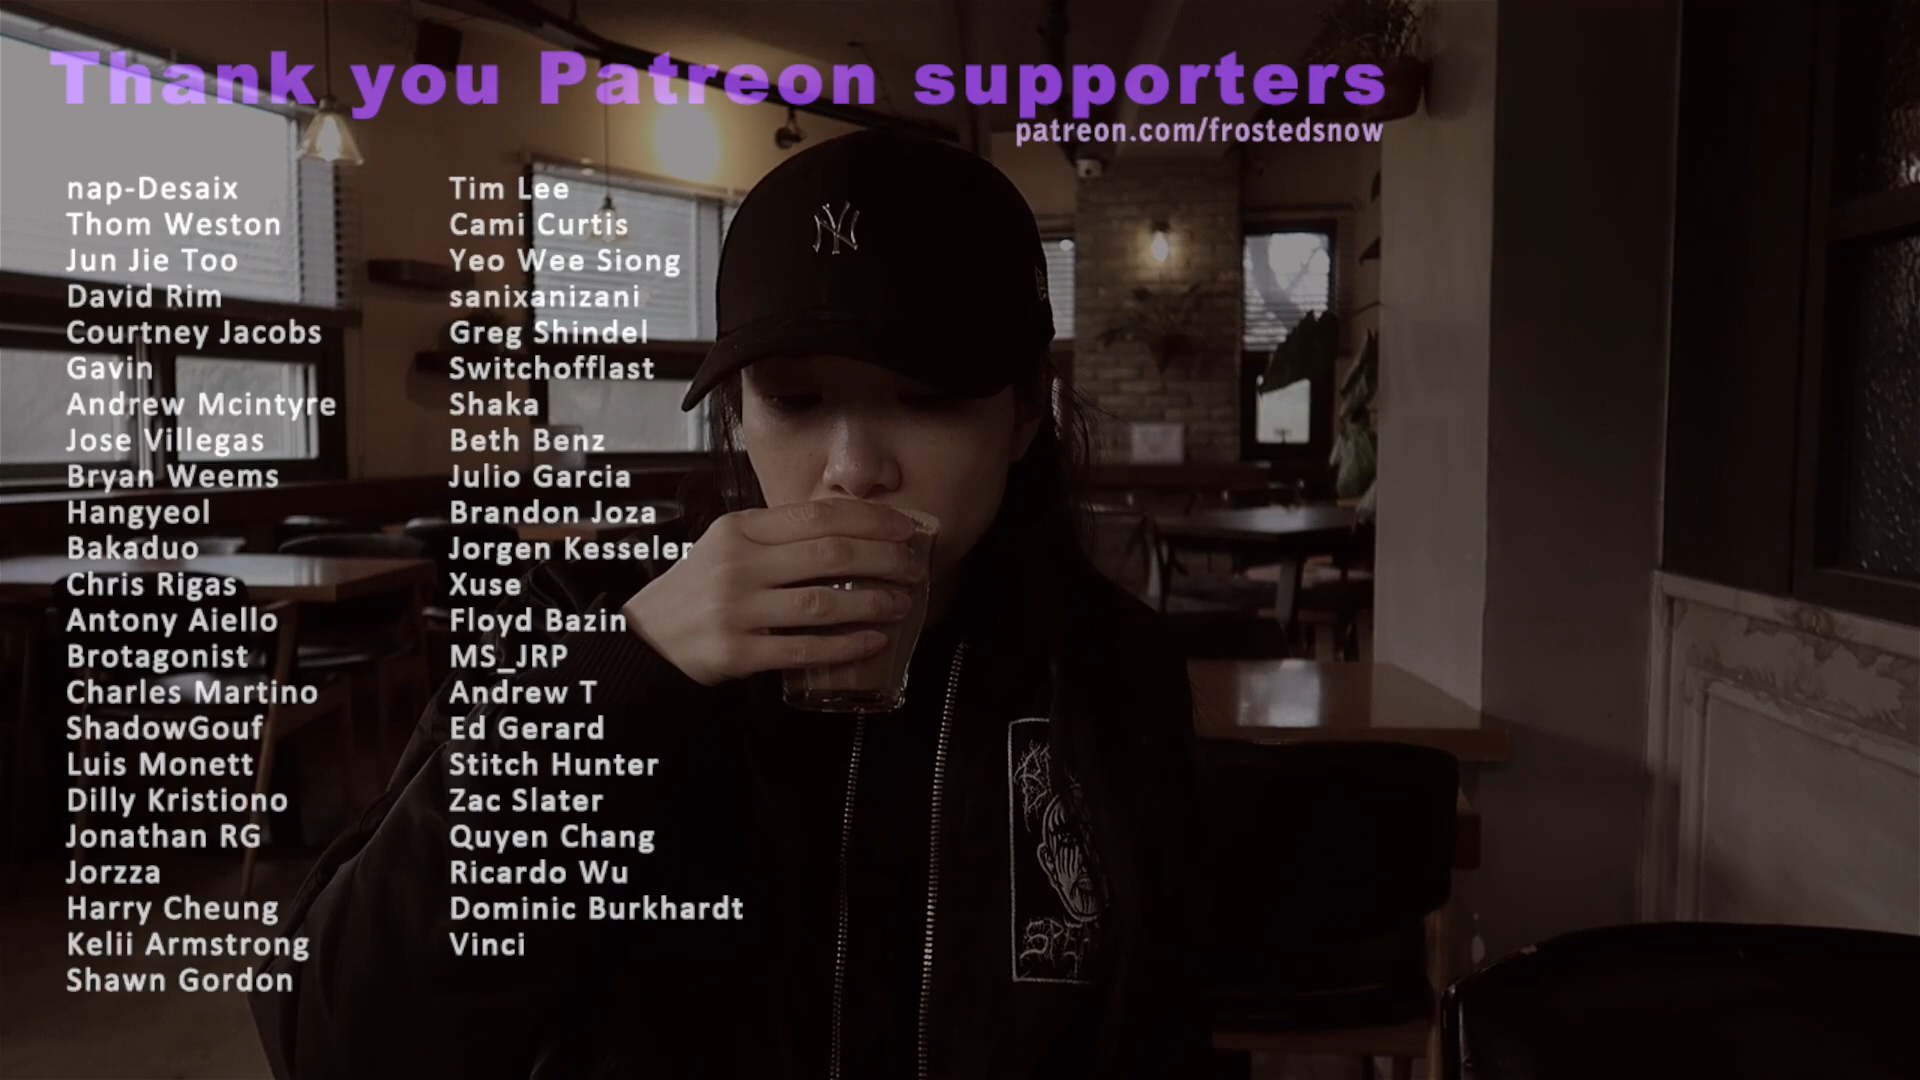 Thank you Patreon supporters
patreon.com/frostedsnow
nap-Desaix
Thom Weston
Jun Jie Too
David Rim
Courtney Jacobs
Gavin
Andrew Mcintyre
Jose Villegas
Bryan Weems
Hangyeol
Bakaduo
Chris Rigas
Antony Aiello
Brotagonist
Charles Martino
ShadowGouf
Luis Monett
Dilly Kristiono
Jonathan RG
Jorzza
Harry Cheung
Kelii Armstrong
Shawn Gordon
Tim Lee
Cami Curtis
Yeo Wee Siong
sanixanizani
Greg Shindel
Switchofflast
Shaka
Beth Benz
Julio Garcia
Brandon Joza
Jorgen Kesseler
Xuse
Floyd Bazin
MS_JRP
Andrew T
Ed Gerard
Stitch Hunter
Zac Slater
Quyen Chang
Ricardo Wu
Dominic Burkhardt
Vinci
NY